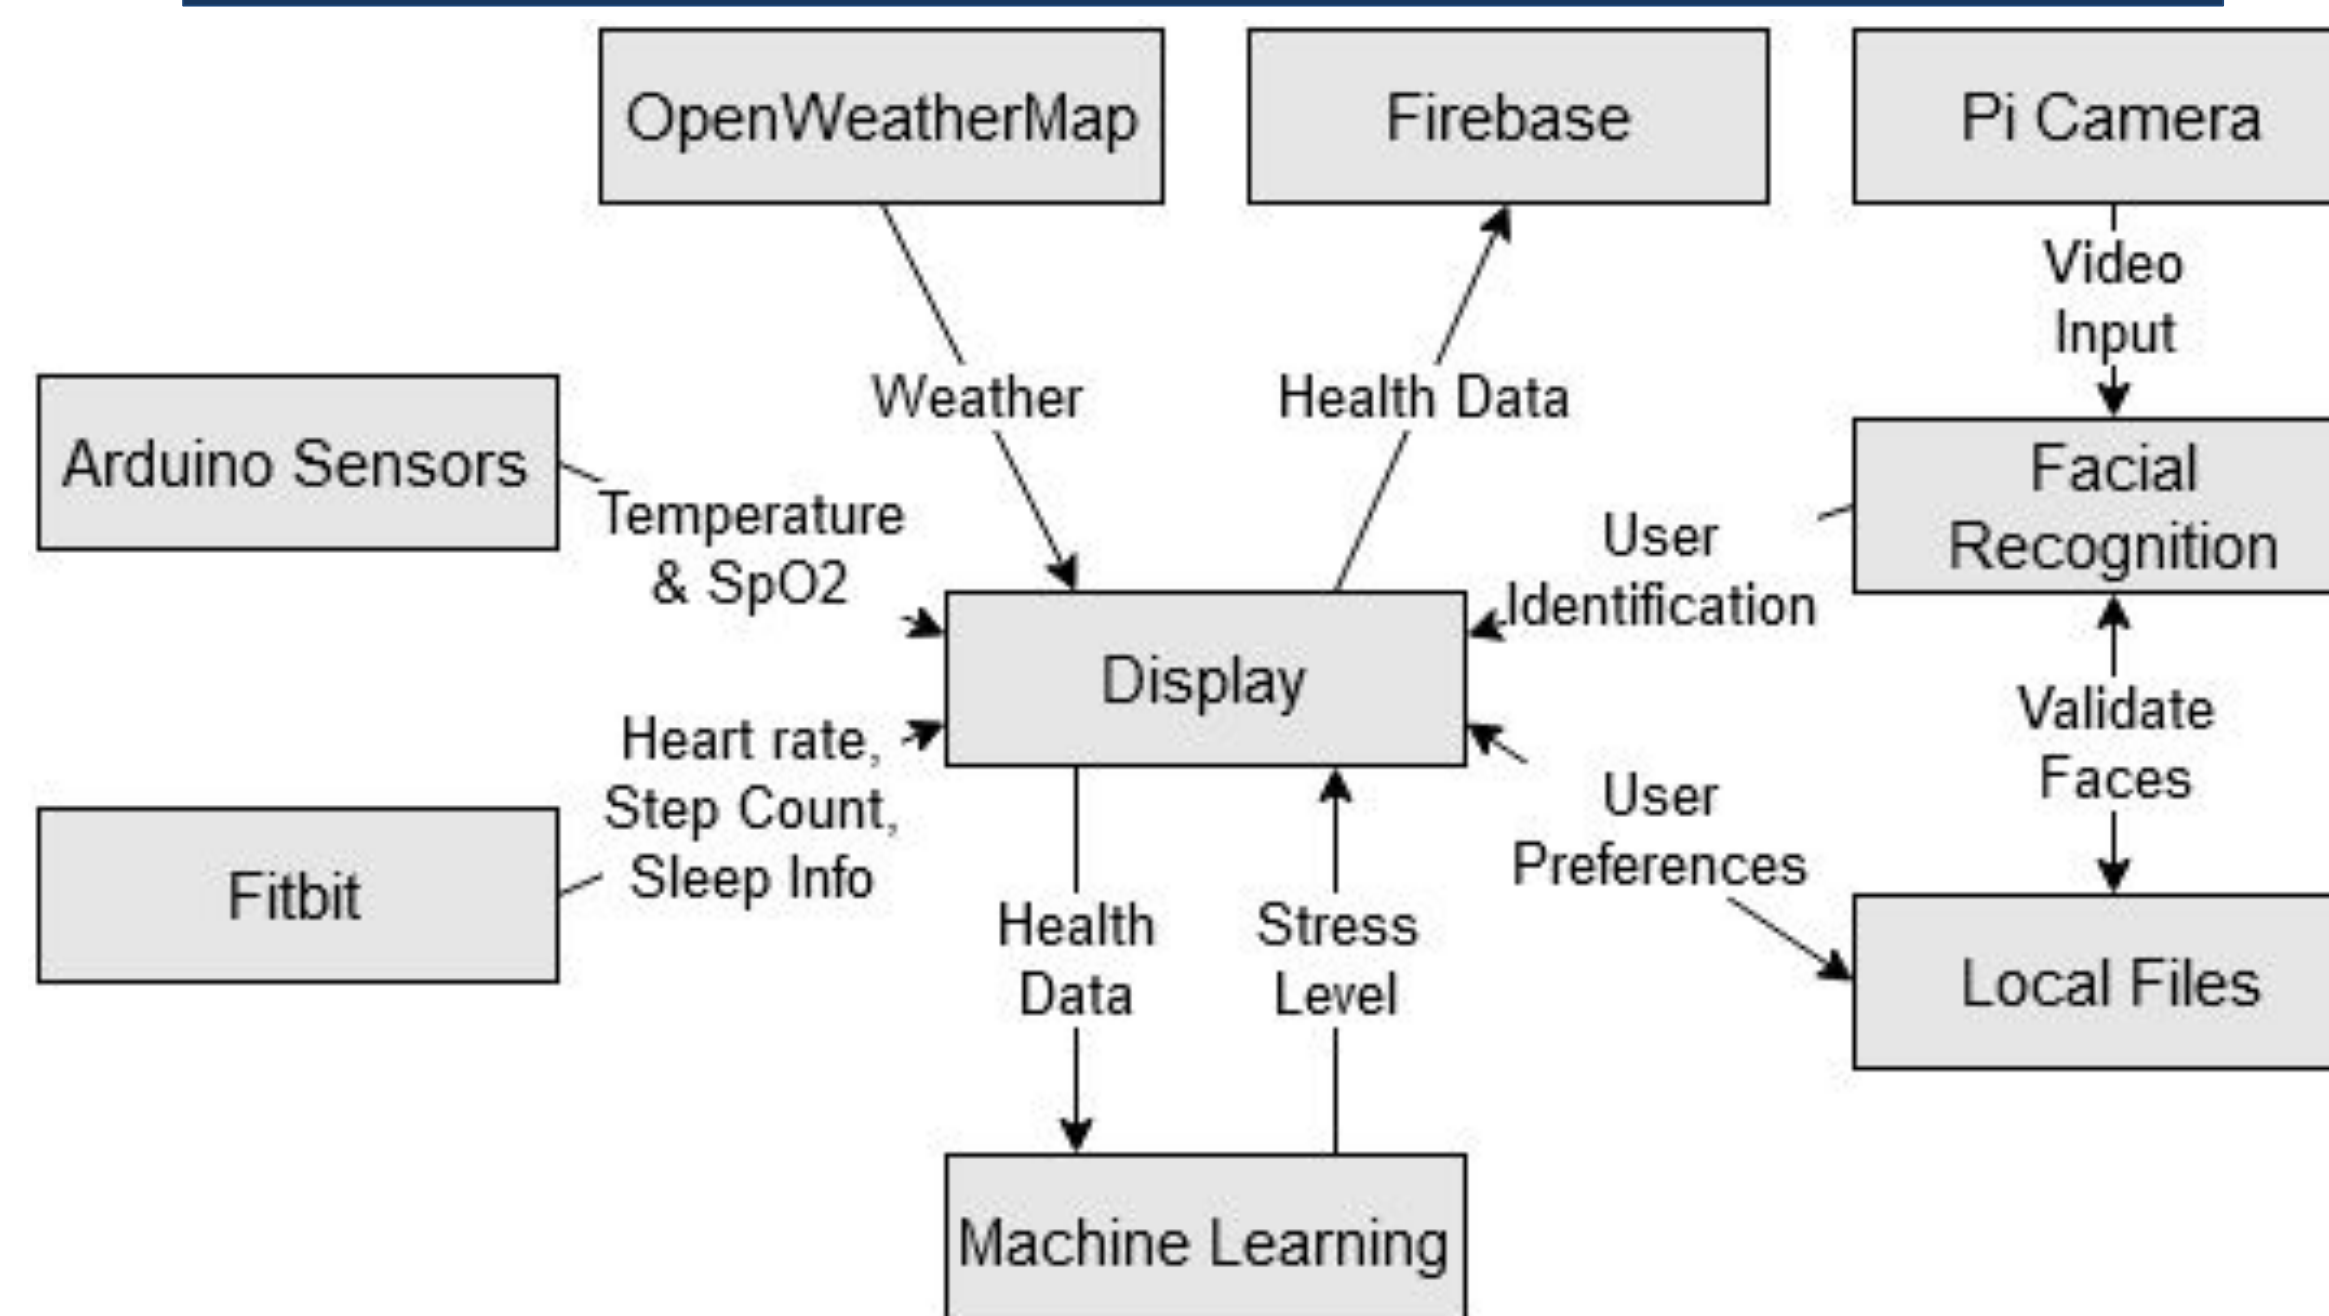 OpenWeatherMap
Firebase
Pi Camera
Video
Input
Weather
Health Data
Arduino Sensors
Facial
Recognition
Temperature
& SpO2
User
Identification
Display
Validate
Faces
Heart rate,
Step Count,
Sleep Info
User
Preferences
Fitbit
Health
Data
Stress
Level
Local Files
Machine Learning